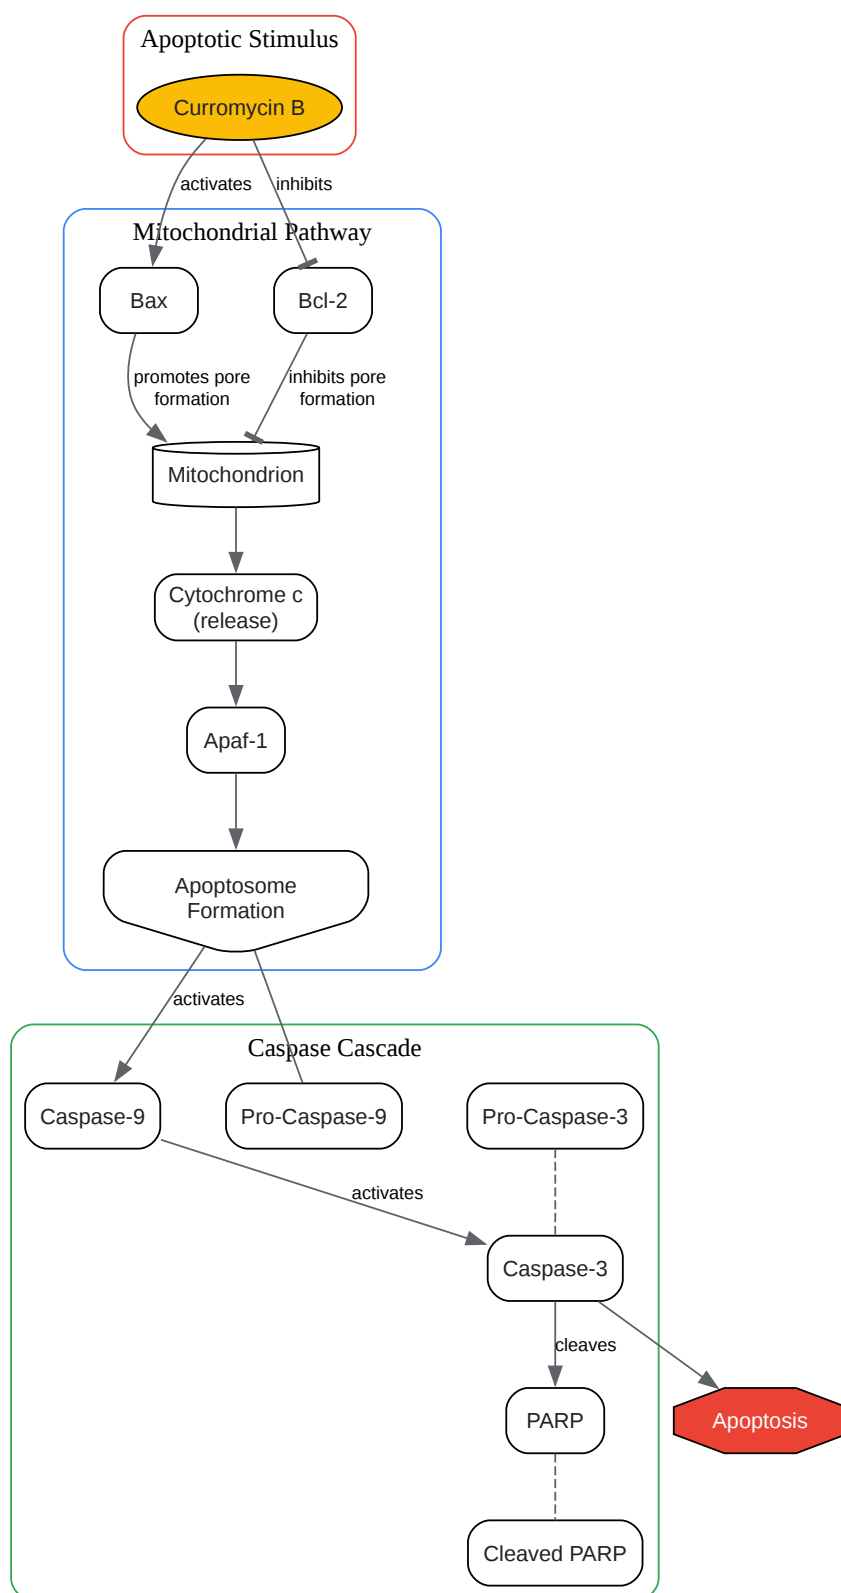 Apoptotic Stimulus
Curromycin B
activates
inhibits
Mitochondrial Pathway
Bax
Bcl-2
promotes pore
formation
inhibits pore
formation
Mitochondrion
Cytochrome c
(release)
Apaf-1
Apoptosome
Formation
activates
Caspase Cascade
Caspase-9
Pro-Caspase-9
Pro-Caspase-3
activates
Caspase-3
cleaves
PARP
Apoptosis
Cleaved PARP